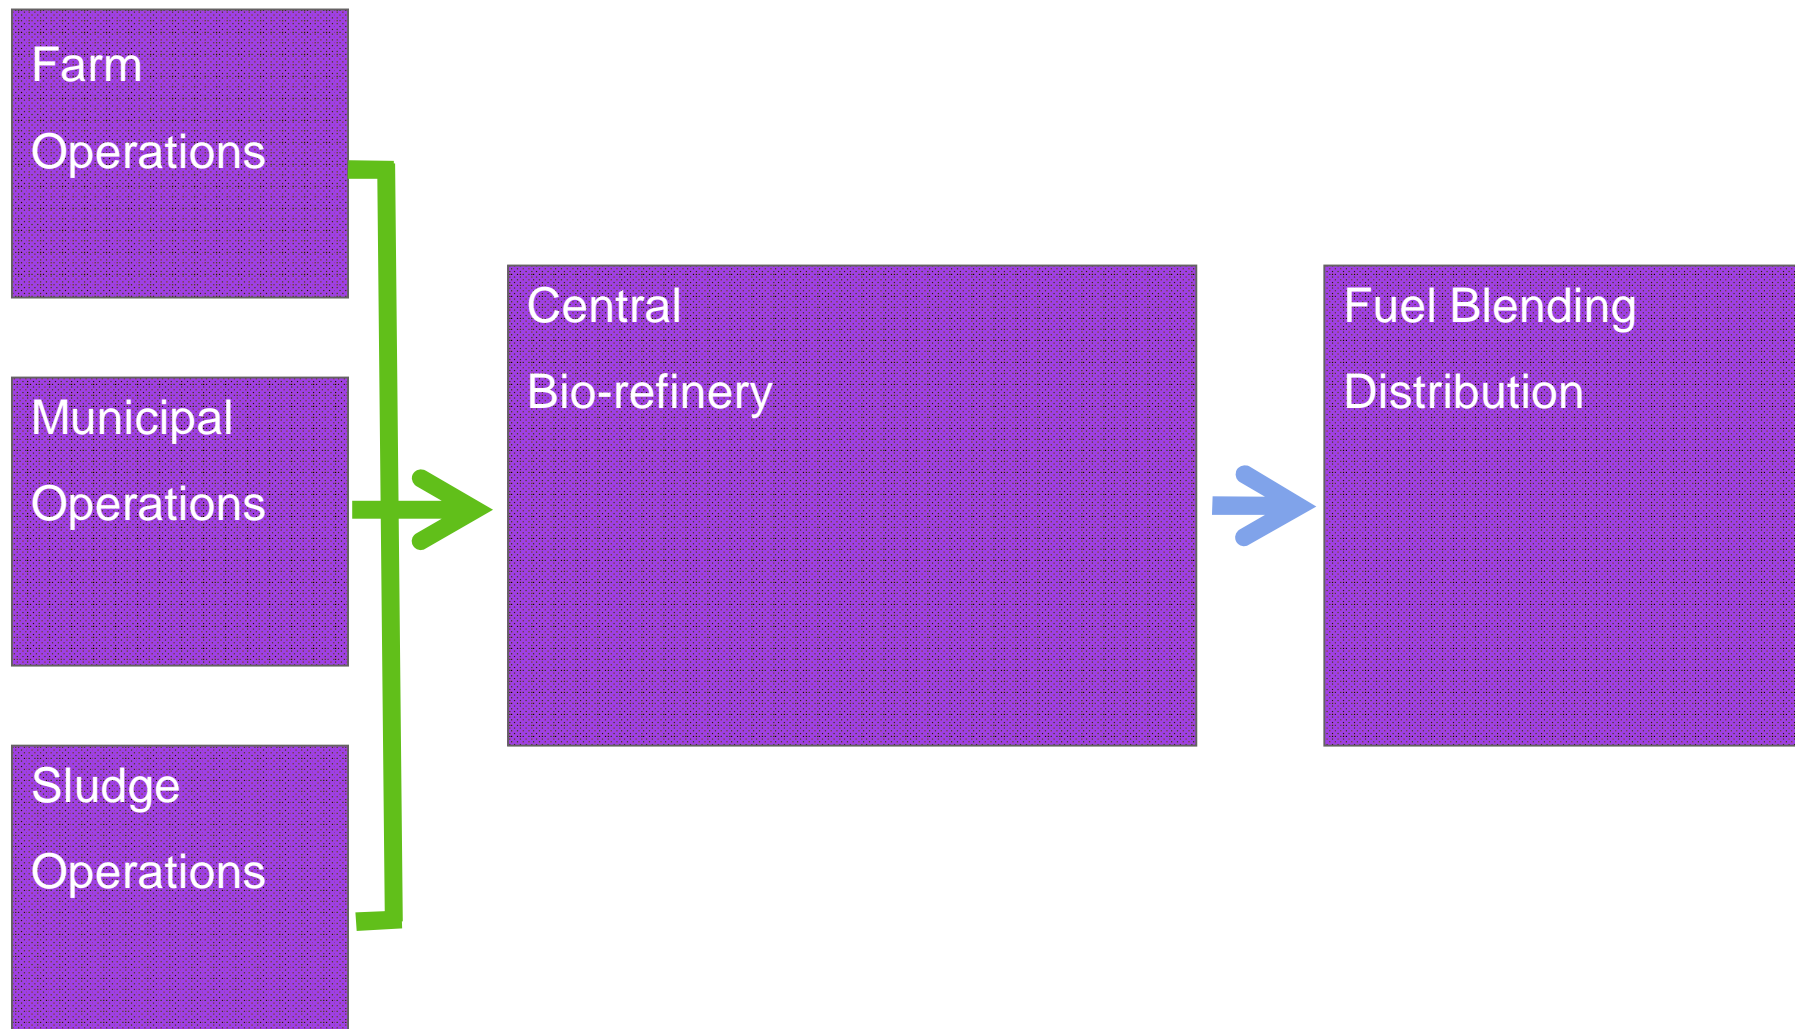 Farm
Operations
Municipal
Operations
Sludge
Operations
Central
Bio-refinery
Fuel Blending
Distribution